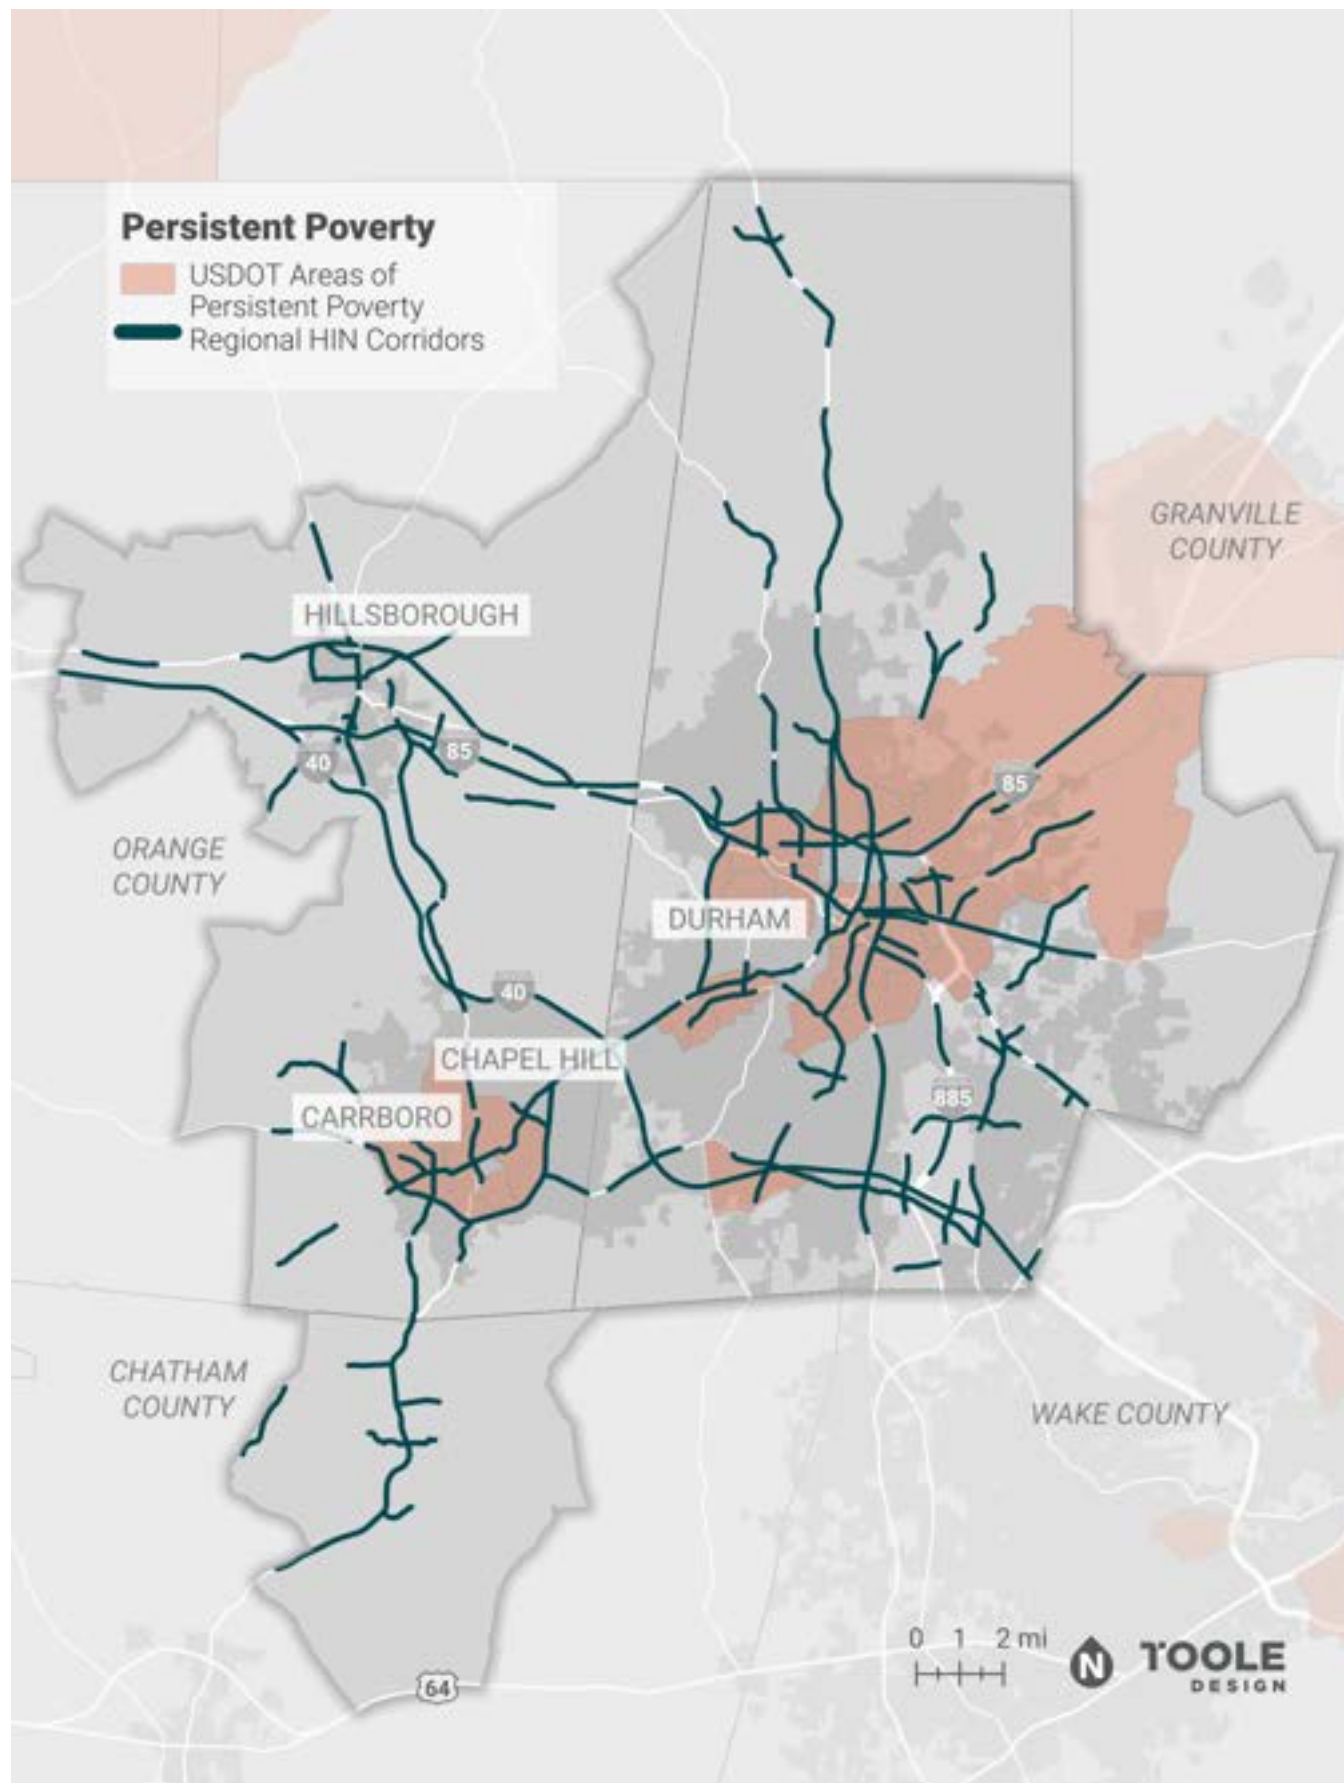 Persistent Poverty
USDOT Areas of
Persistent Poverty
Regional HIN Corridors
GRANVILLE
COUNTY
HILLSBOROUGH
40
85
85
ORANGE
COUNTY
DURHAM
40
CHAPEL HILL
885
CARRBORO
CHATHAM
COUNTY
WAKE COUNTY
0 1 2 mi
N
TOOLE
DESIGN
64